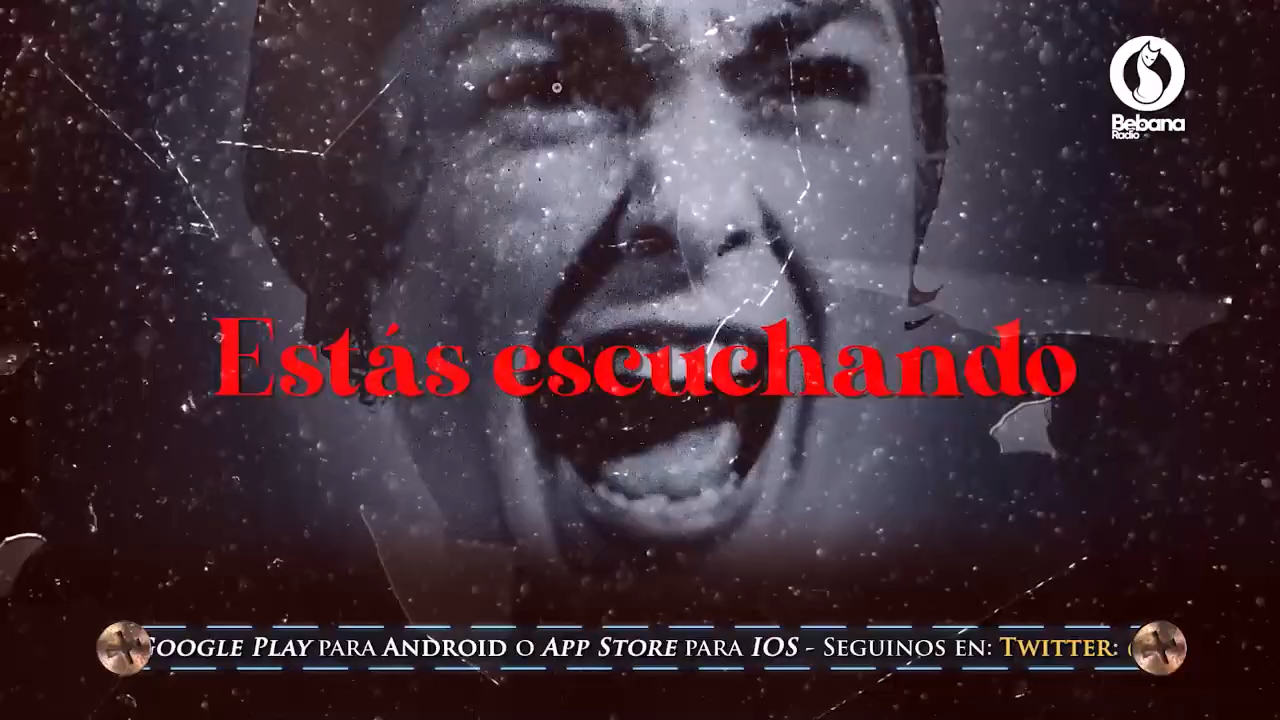 Bebana
Radio
Estás escuchando
GOOGLE PLAY PARA ANDROID O APP STORE PARA IOS - SEGUINOS EN: TWITTER: